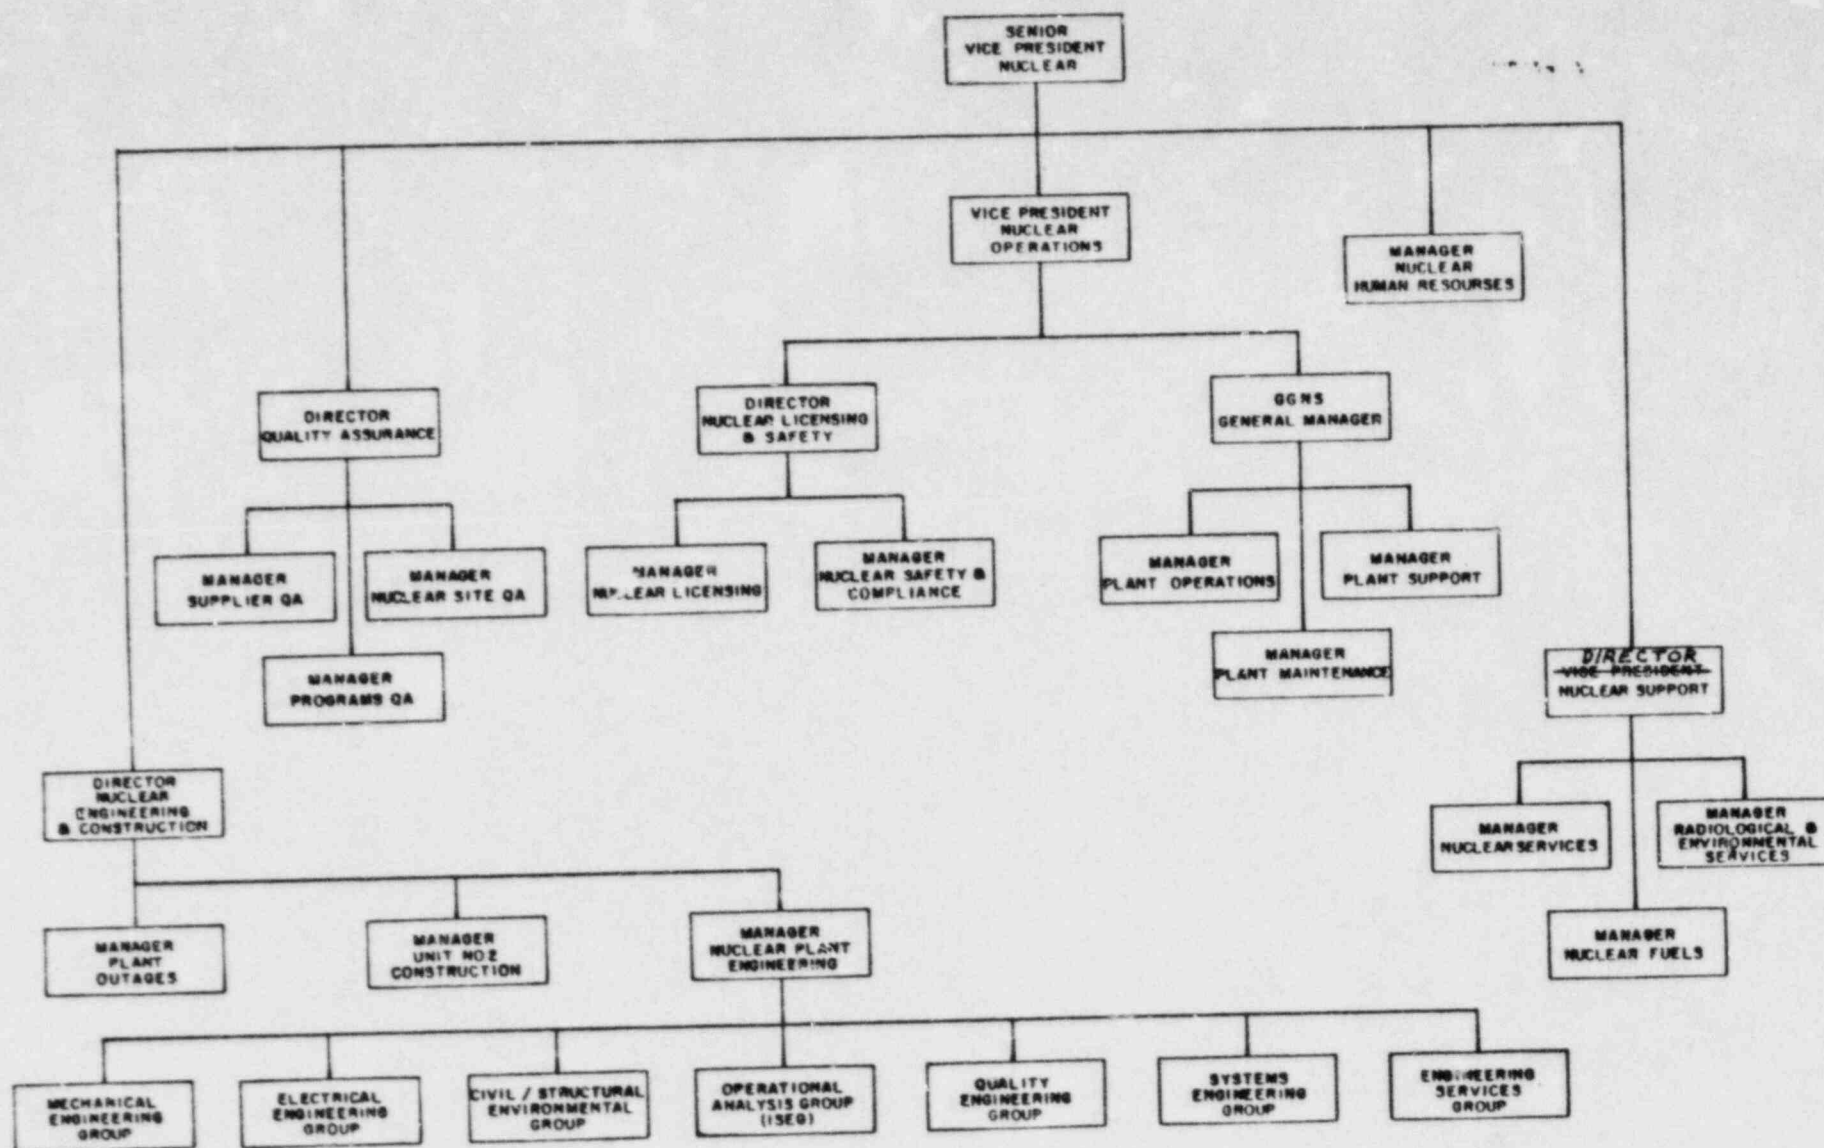 SENIOR
VICE PRESIDENT
NUCLEAR
VICE PRESIDENT
NUCLEAR
OPERATIONS
MANAGER
NUCLEAR
HUMAN RESOURSES
DIRECTOR
QUALITY ASSURANCE
DIRECTOR
NUCLEAR LICENSING
& SAFETY
GGNS
GENERAL MANAGER
MANAGER
SUPPLIER QA
MANAGER
NUCLEAR SITE QA
MANAGER
NUCLEAR LICENSING
MANAGER
NUCLEAR SAFETY &
COMPLIANCE
MANAGER
PLANT OPERATIONS
MANAGER
PLANT SUPPORT
MANAGER
PROGRAMS QA
MANAGER
PLANT MAINTENANCE
DIRECTOR
VICE PRESIDENT
NUCLEAR SUPPORT
DIRECTOR
NUCLEAR
ENGINEERING
& CONSTRUCTION
MANAGER
NUCLEAR SERVICES
MANAGER
RADIOLOGICAL &
ENVIRONMENTAL
SERVICES
MANAGER
PLANT
OUTAGES
MANAGER
UNIT NO2
CONSTRUCTION
MANAGER
NUCLEAR PLANT
ENGINEERING
MANAGER
NUCLEAR FUELS
MECHANICAL
ENGINEERING
GROUP
ELECTRICAL
ENGINEERING
GROUP
CIVIL / STRUCTURAL
ENVIRONMENTAL
GROUP
OPERATIONAL
ANALYSIS GROUP
(ISEG)
QUALITY
ENGINEERING
GROUP
SYSTEMS
ENGINEERING
GROUP
ENGINEERING
SERVICES
GROUP